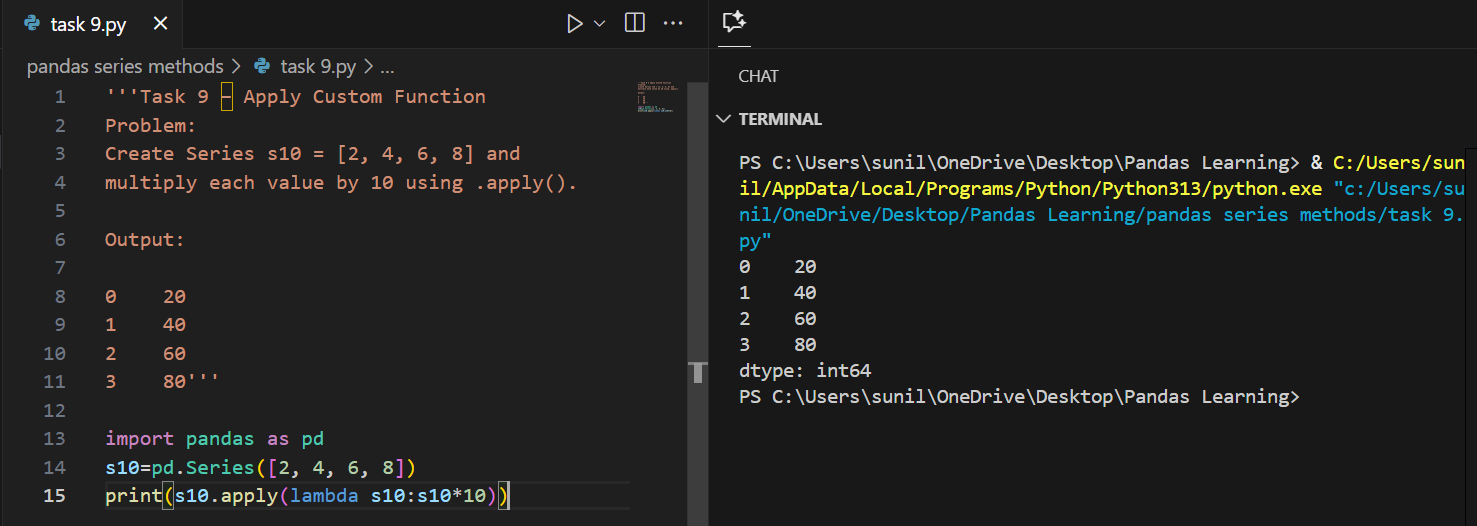 task 9.py
pandas series methods > task 9.py > ...
1 '''Task 9 – Apply Custom Function
2 Problem:
3 Create Series s10 = [2, 4, 6, 8] and
4 multiply each value by 10 using .apply().
5
6 Output:
7
8 0    20
9 1    40
10 2    60
11 3    80'''
12
13 import pandas as pd
14 s10=pd.Series([2, 4, 6, 8])
15 print(s10.apply(lambda s10:s10*10))
CHAT
TERMINAL
PS C:\Users\sunil\OneDrive\Desktop\Pandas Learning> & C:/Users/sun
il/AppData/Local/Programs/Python/Python313/python.exe "c:/Users/su
nil/OneDrive/Desktop/Pandas Learning/pandas series methods/task 9.
py"
0    20
1    40
2    60
3    80
dtype: int64
PS C:\Users\sunil\OneDrive\Desktop\Pandas Learning>